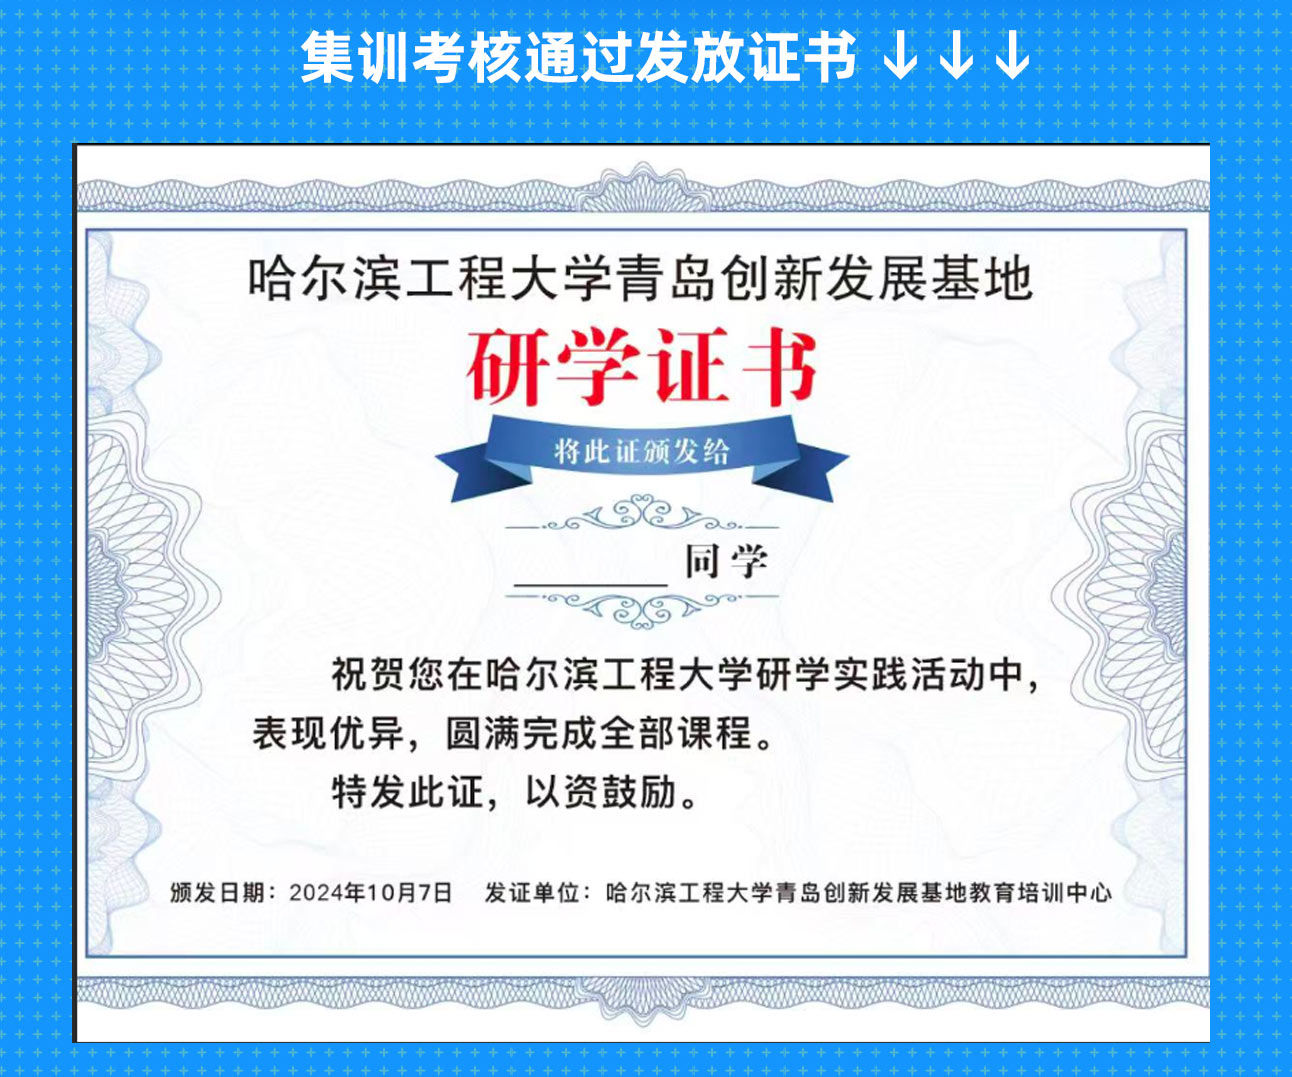 集训考核通过发放证书 ↓↓↓
哈尔滨工程大学青岛创新发展基地
研学证书
将此证颁发给
________ 同学
祝贺您在哈尔滨工程大学研学实践活动中，
表现优异，圆满完成全部课程。
特发此证，以资鼓励。
颁发日期：2024年10月7日 发证单位：哈尔滨工程大学青岛创新发展基地教育培训中心